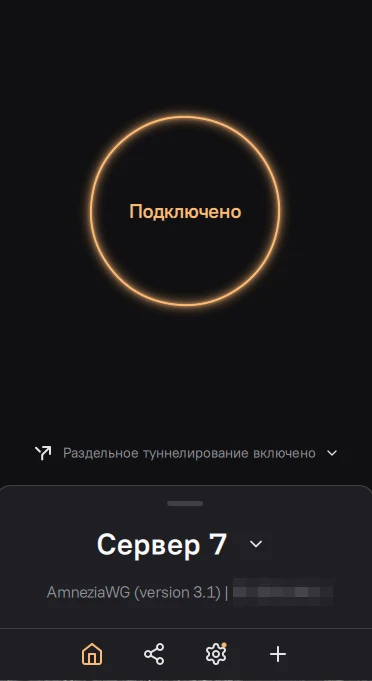 Подключено
Раздельное туннелирование включено
Сервер 7
AmneziaWG (version 3.1) |